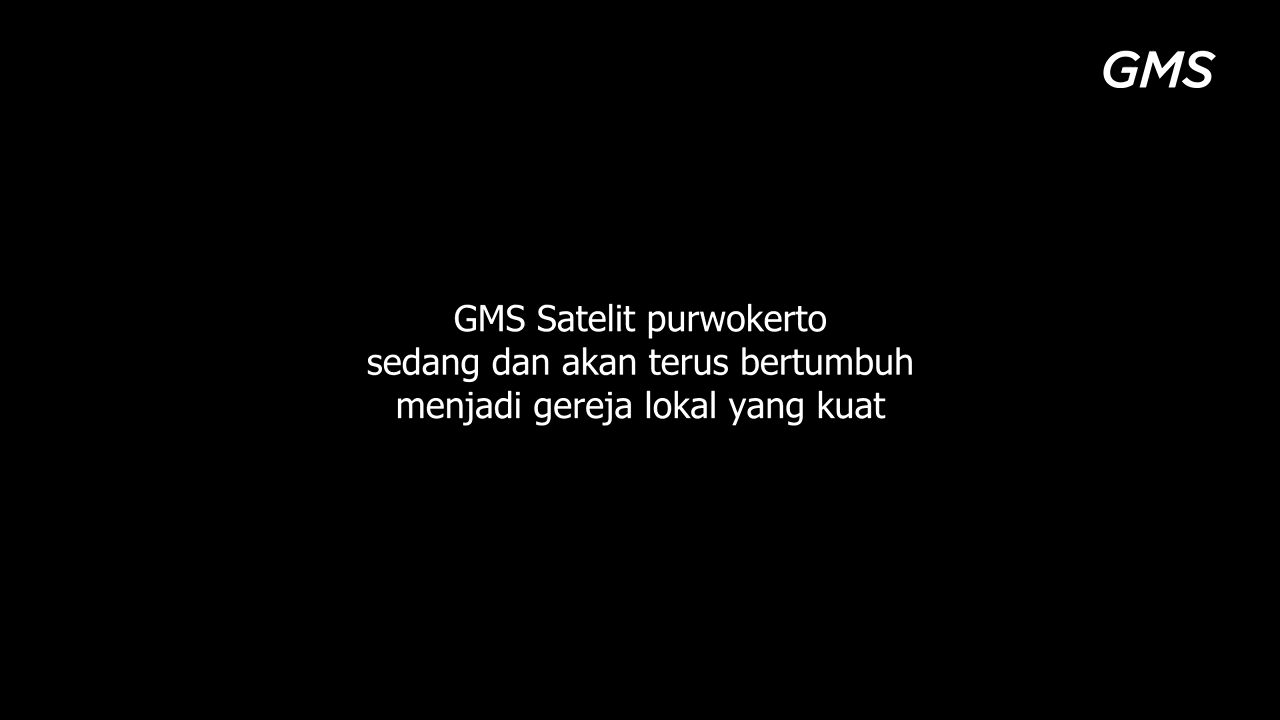 GMS
GMS Satelit purwokerto
sedang dan akan terus bertumbuh
menjadi gereja lokal yang kuat